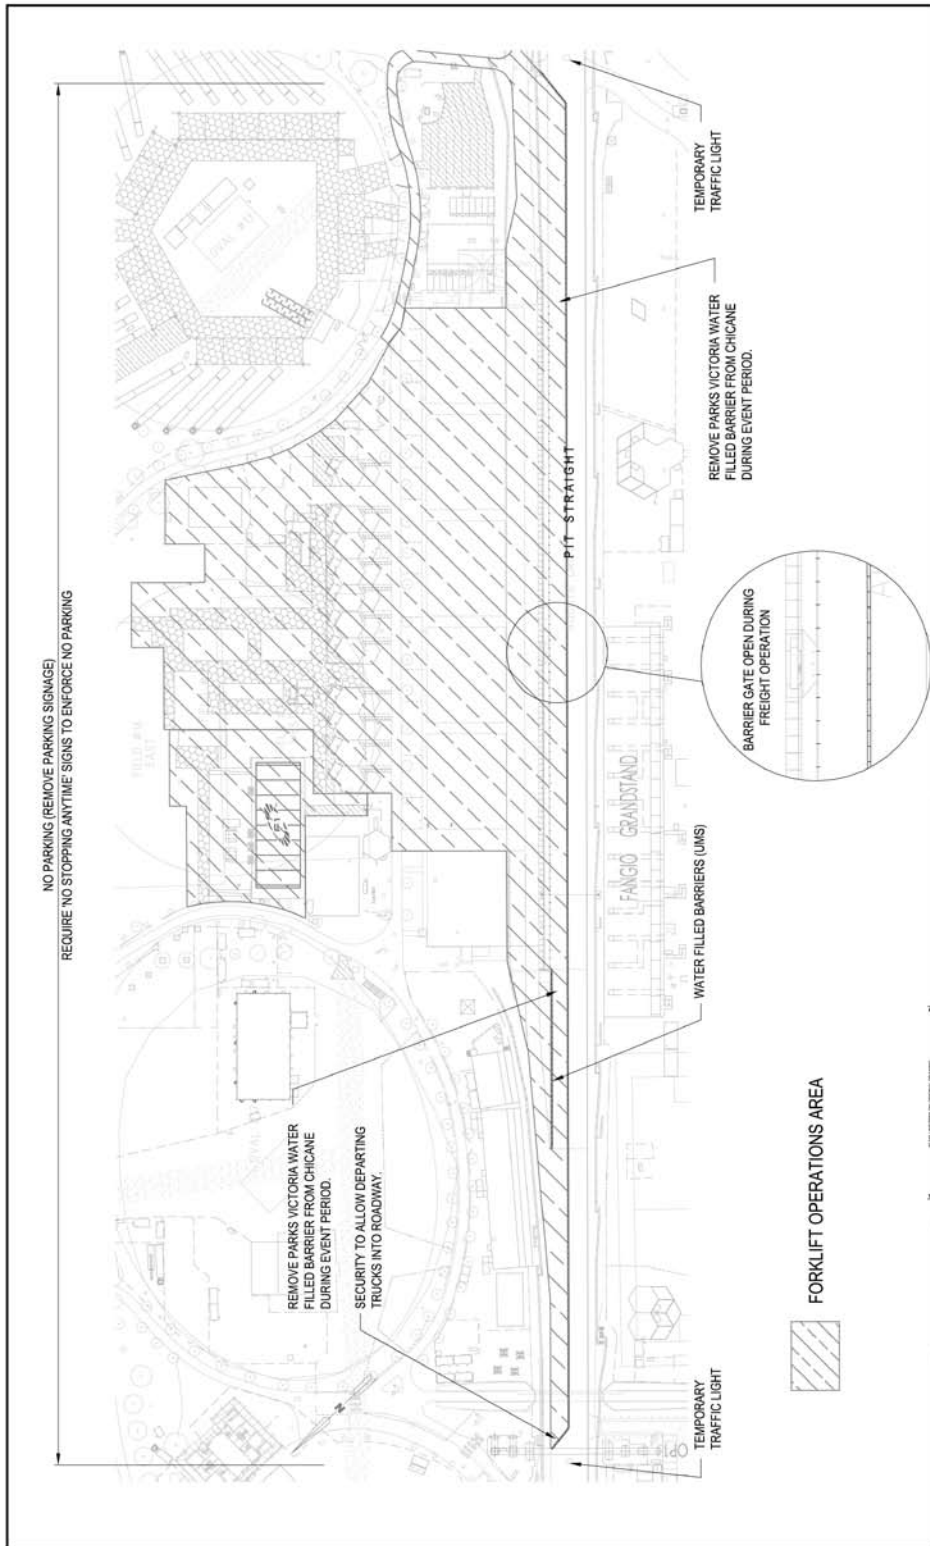 NO PARKING (REMOVE PARKING SIGNAGE)
REQUIRE 'NO STOPPING ANYTIME' SIGNS TO ENFORCE NO PARKING
REMOVE PARKS VICTORIA WATER
FILLED BARRIER FROM CHICANE
DURING EVENT PERIOD.
SECURITY TO ALLOW DEPARTING
TRUCKS INTO ROADWAY.
FIELD #14
EAST
N
PIT STRAIGHT
FANGIO GRANDSTAND
TEMPORARY
TRAFFIC LIGHT
WATER FILLED BARRIERS (UMS)
BARRIER GATE OPEN DURING
FREIGHT OPERATION
REMOVE PARKS VICTORIA WATER
FILLED BARRIER FROM CHICANE
DURING EVENT PERIOD.
TEMPORARY
TRAFFIC LIGHT
FORKLIFT OPERATIONS AREA